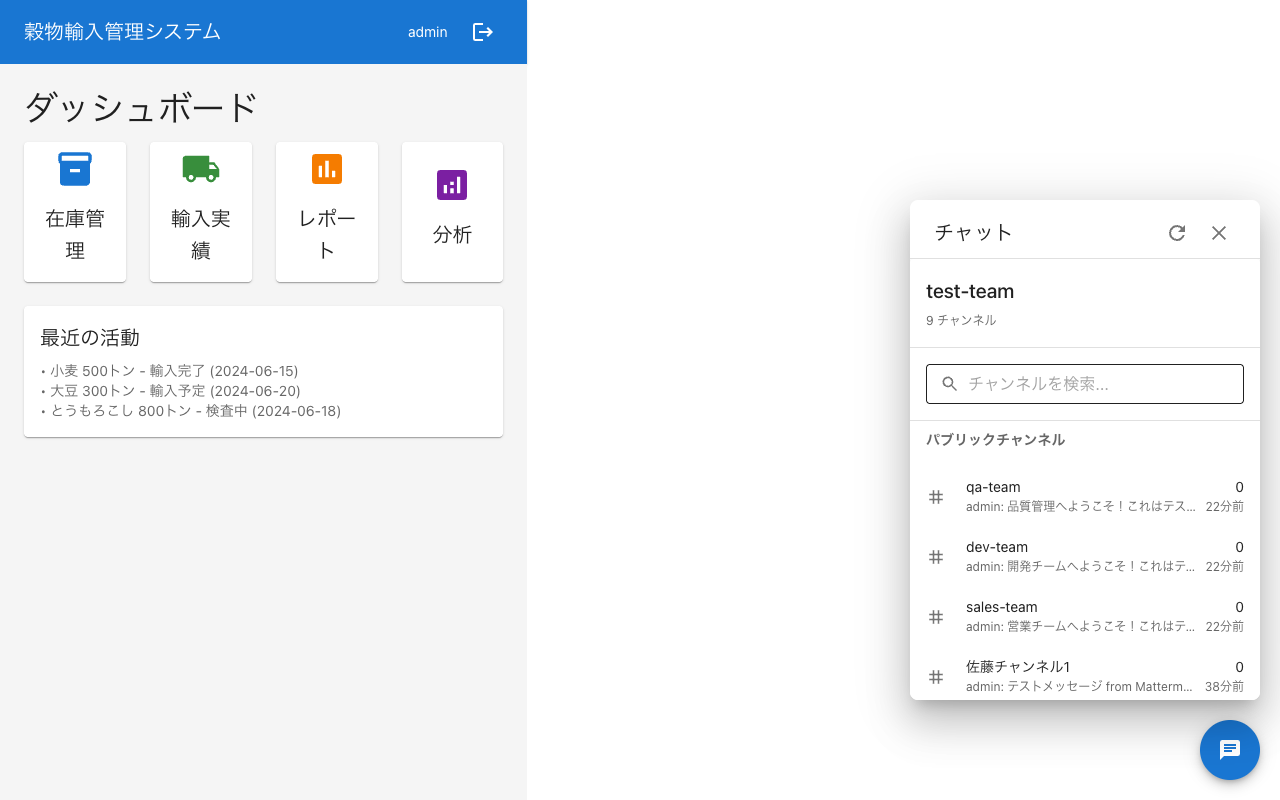 穀物輸入管理システム
admin
ダッシュボード
在庫管
理
輸入実
績
レポー
ト
分析
最近の活動
• 小麦 500トン - 輸入完了 (2024-06-15)
• 大豆 300トン - 輸入予定 (2024-06-20)
• とうもろこし 800トン - 検査中 (2024-06-18)
チャット
test-team
9 チャンネル
チャンネルを検索...
パブリックチャンネル
qa-team 0
admin: 品質管理へようこそ！これはテス... 22分前
dev-team 0
admin: 開発チームへようこそ！これはテ... 22分前
sales-team 0
admin: 営業チームへようこそ！これはテ... 22分前
佐藤チャンネル1 0
admin: テストメッセージ from Matterm... 38分前